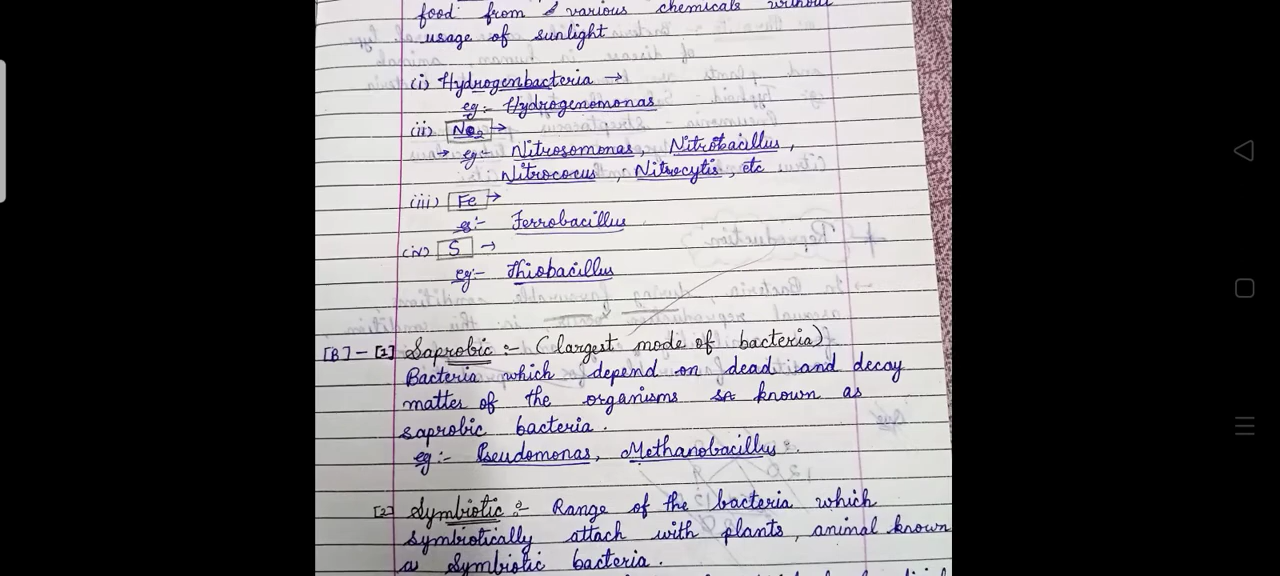 food from various chemicals without
usage of sunlight
(i) Hydrogenbacteria →
eg:- Hydrogenomonas
(ii) No2 →
→ eg:- Nitrosomonas, Nitrobacillus,
Nitrococus, Nitrocytis, etc
(iii) Fe →
eg:- Ferrobacillus
(iv) S →
eg:- Thiobacillus
[B] - [1] Saprobic :- (largest mode of bacteria)
Bacteria which depend on dead and decay
matter of the organisms known as
saprobic bacteria.
eg:- Pseudomonas, Methanobacillus.
[2] Symbiotic :- Range of the bacteria which
symbiotically attach with plants, animal known
as Symbiotic bacteria.